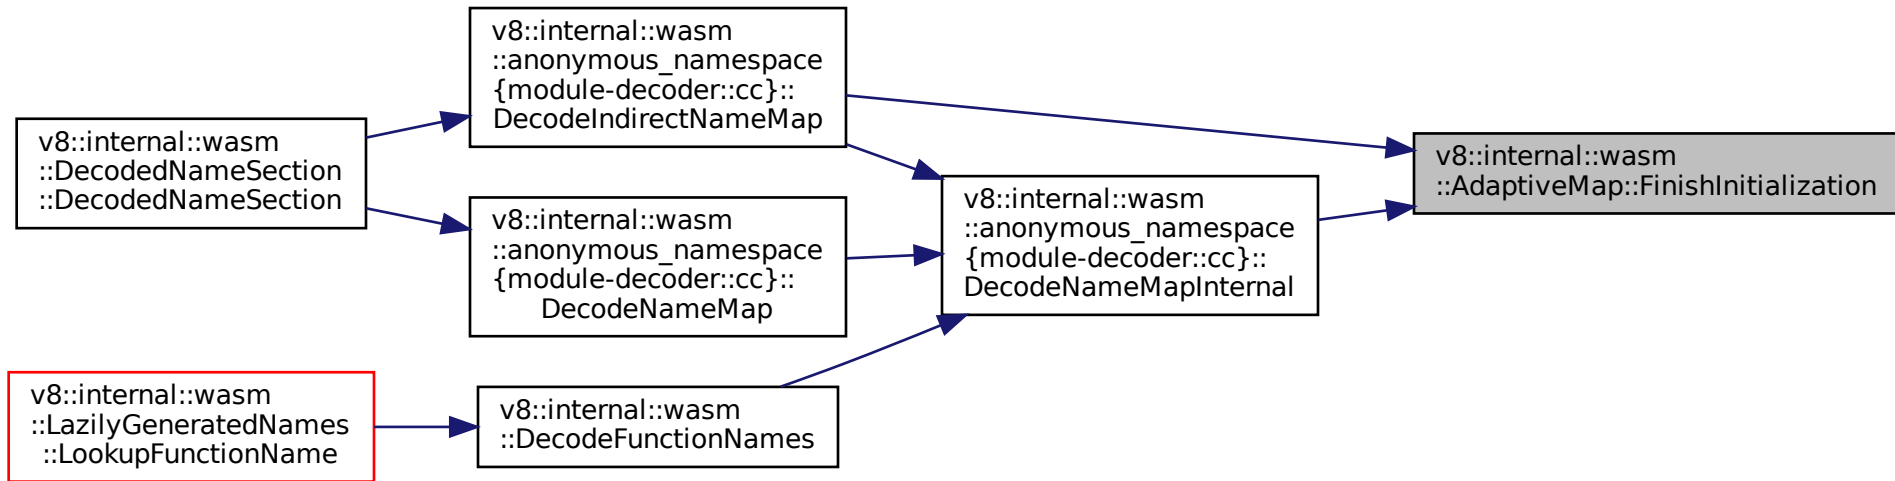 v8::internal::wasm
::anonymous_namespace
{module-decoder::cc}::
DecodeIndirectNameMap
v8::internal::wasm
::DecodedNameSection
::DecodedNameSection
v8::internal::wasm
::AdaptiveMap::FinishInitialization
v8::internal::wasm
::anonymous_namespace
{module-decoder::cc}::
DecodeNameMapInternal
v8::internal::wasm
::anonymous_namespace
{module-decoder::cc}::
DecodeNameMap
v8::internal::wasm
::LazilyGeneratedNames
::LookupFunctionName
v8::internal::wasm
::DecodeFunctionNames